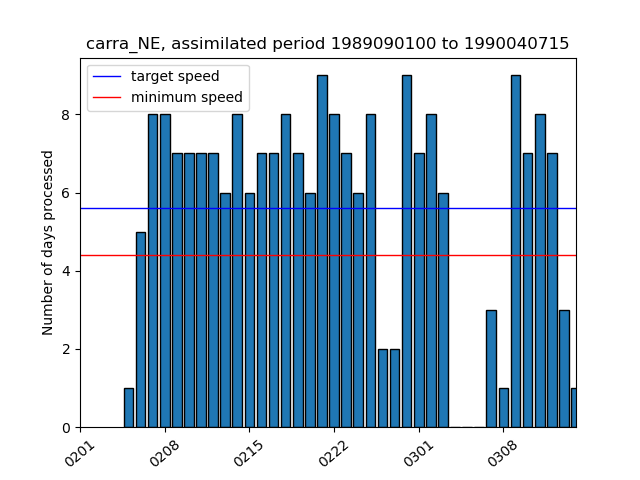 carra_NE, assimilated period 1989090100 to 1990040715
target speed
minimum speed
Number of days processed
8
6
4
2
0
0201
0208
0215
0222
0301
0308